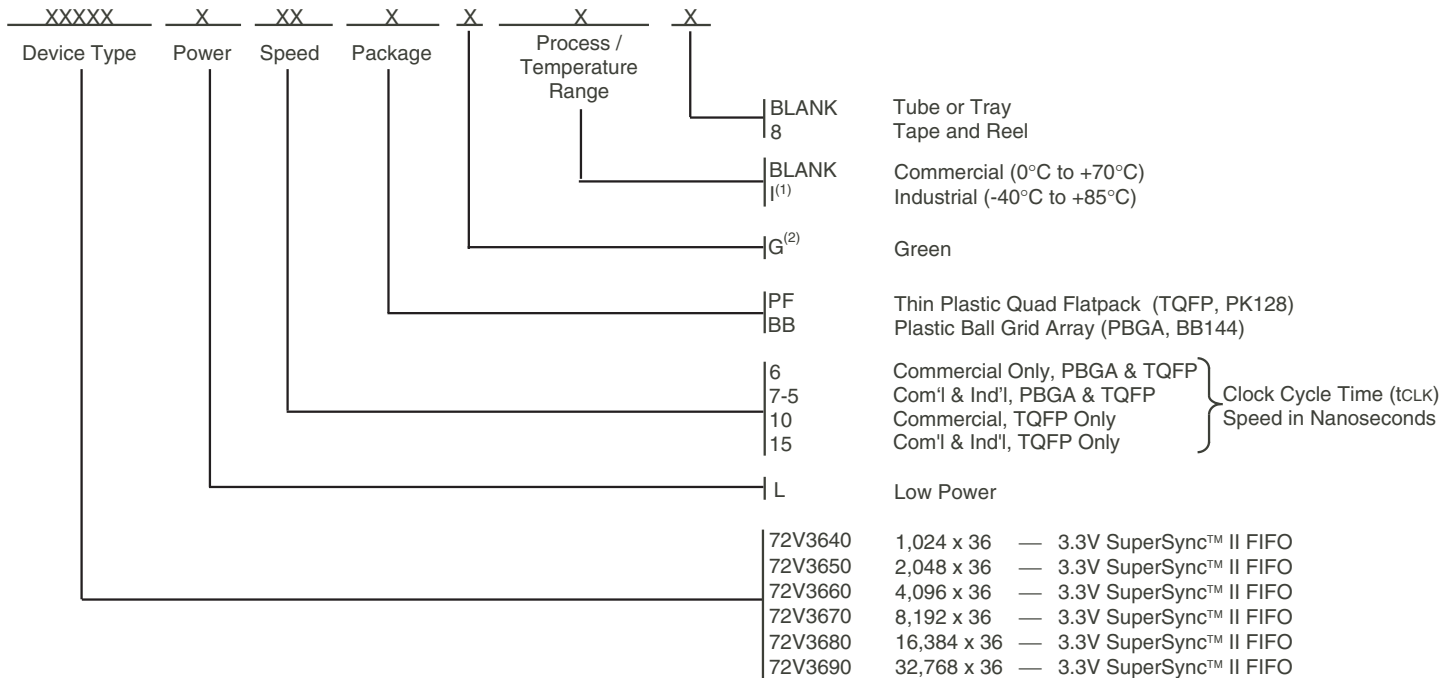 XXXXX X XX X X X X
Device Type Power Speed Package Process /
Temperature
Range
BLANK Tube or Tray
8 Tape and Reel
BLANK Commercial (0°C to +70°C)
I(1) Industrial (-40°C to +85°C)
G(2) Green
PF Thin Plastic Quad Flatpack (TQFP, PK128)
BB Plastic Ball Grid Array (PBGA, BB144)
6 Commercial Only, PBGA & TQFP
7-5 Com‘l & Ind’l, PBGA & TQFP
10 Commercial, TQFP Only
15 Com'l & Ind'l, TQFP Only
Clock Cycle Time (tCLK)
Speed in Nanoseconds
L Low Power
72V3640 1,024 x 36 — 3.3V SuperSync™ II FIFO
72V3650 2,048 x 36 — 3.3V SuperSync™ II FIFO
72V3660 4,096 x 36 — 3.3V SuperSync™ II FIFO
72V3670 8,192 x 36 — 3.3V SuperSync™ II FIFO
72V3680 16,384 x 36 — 3.3V SuperSync™ II FIFO
72V3690 32,768 x 36 — 3.3V SuperSync™ II FIFO